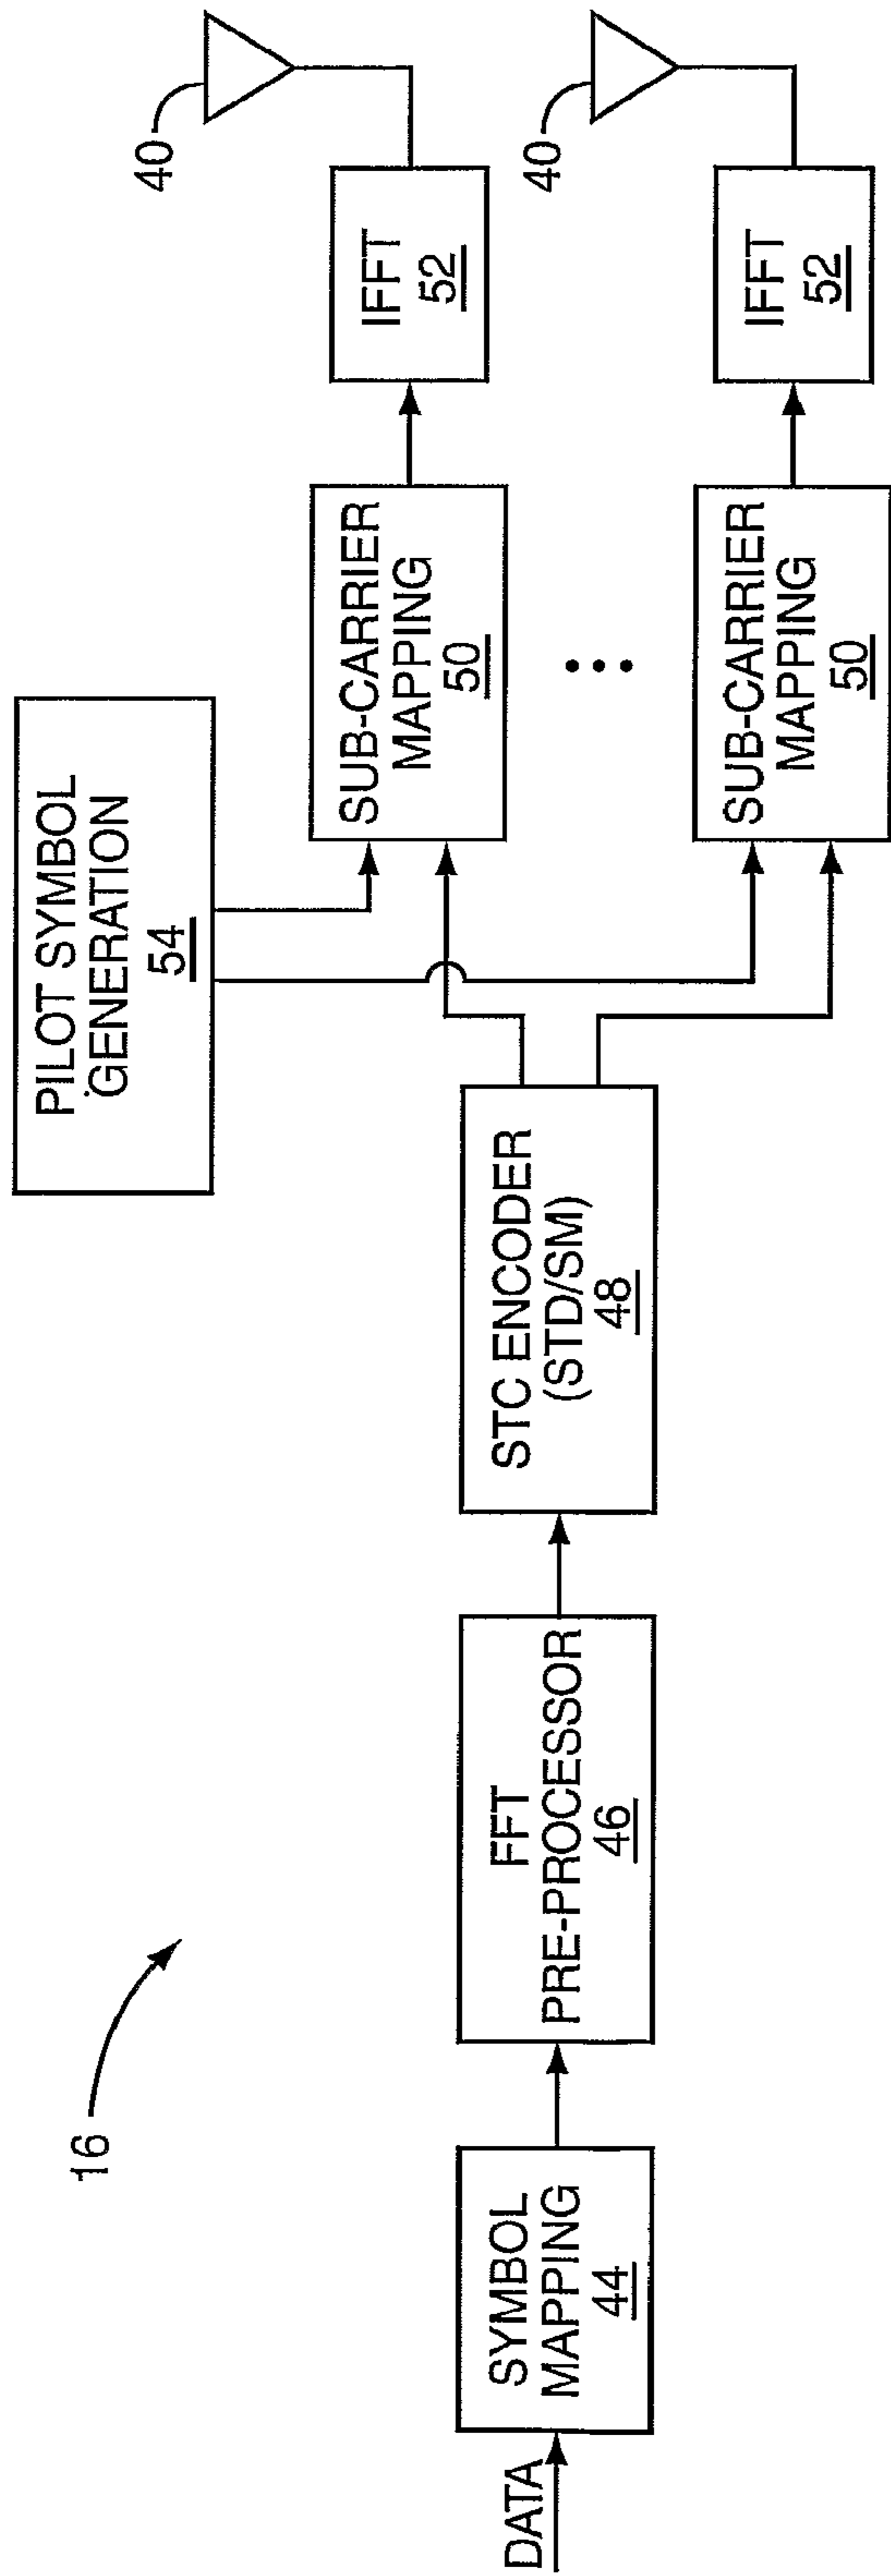 16
DATA
SYMBOL
MAPPING
44
FFT
PRE-PROCESSOR
46
STC ENCODER
(STD/SM)
48
PILOT SYMBOL
GENERATION
54
SUB-CARRIER
MAPPING
50
IFFT
52
40
SUB-CARRIER
MAPPING
50
IFFT
52
40